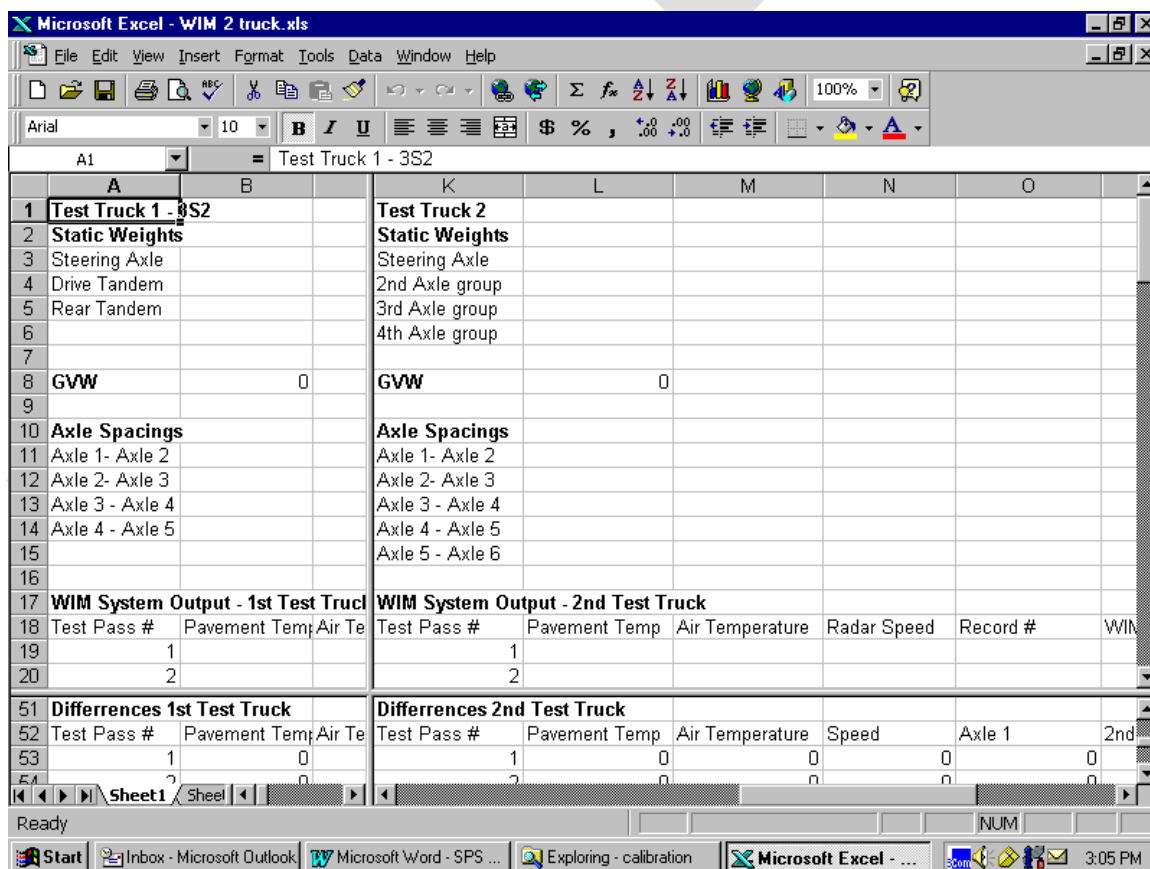 Microsoft Excel - WIM 2 truck.xls
File Edit View Insert Format Tools Data Window Help
100%
Arial 10 B I U $ % ,
A1 = Test Truck 1 - 3S2
A B K L M N O
1 Test Truck 1 - 3S2 Test Truck 2
2 Static Weights Static Weights
3 Steering Axle Steering Axle
4 Drive Tandem 2nd Axle group
5 Rear Tandem 3rd Axle group
6 4th Axle group
7
8 GVW 0 GVW 0
9
10 Axle Spacings Axle Spacings
11 Axle 1- Axle 2 Axle 1- Axle 2
12 Axle 2- Axle 3 Axle 2- Axle 3
13 Axle 3 - Axle 4 Axle 3 - Axle 4
14 Axle 4 - Axle 5 Axle 4 - Axle 5
15 Axle 5 - Axle 6
16
17 WIM System Output - 1st Test Truck WIM System Output - 2nd Test Truck
18 Test Pass # Pavement Temp Air Te Test Pass # Pavement Temp Air Temperature Radar Speed Record # WIM
19 1 1
20 2 2
51 Differrences 1st Test Truck Differrences 2nd Test Truck
52 Test Pass # Pavement Temp Air Te Test Pass # Pavement Temp Air Temperature Speed Axle 1 2nd
53 1 0 1 0 0 0 0
54 2 0 2 0 0 0 0
Sheet1 Sheet
Ready NUM
Start Inbox - Microsoft Outlook Microsoft Word - SPS ... Exploring - calibration Microsoft Excel - ... 3:05 PM